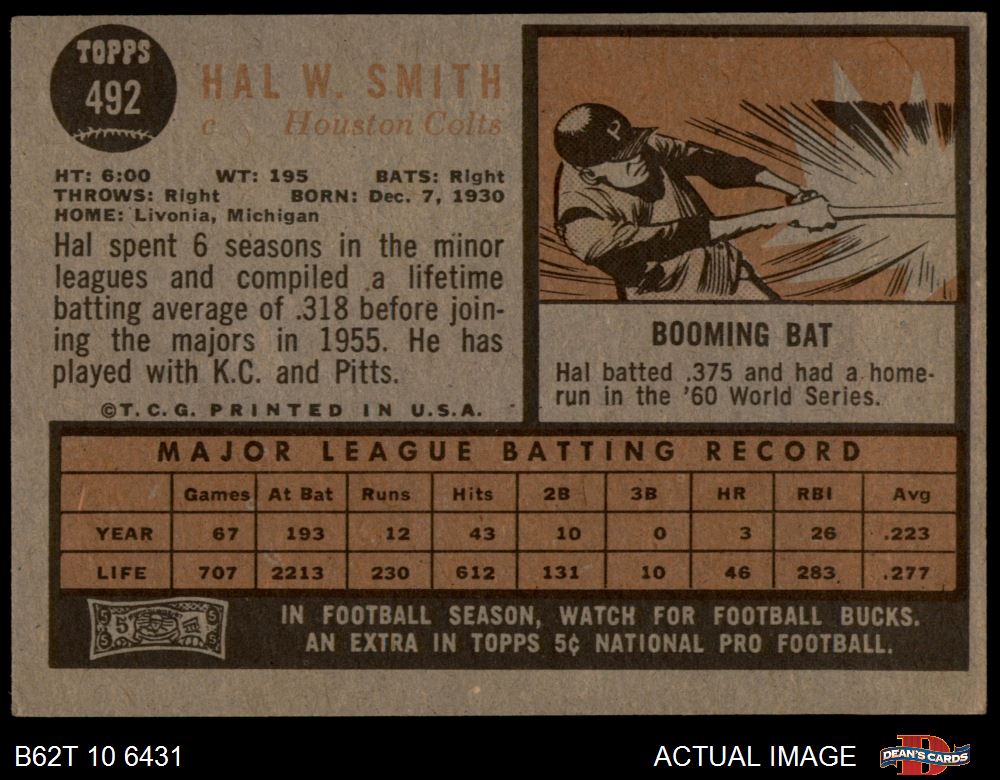 TOPPS
492
HAL W. SMITH
c Houston Colts
HT: 6:00 WT: 195 BATS: Right
THROWS: Right BORN: Dec. 7, 1930
HOME: Livonia, Michigan
Hal spent 6 seasons in the minor
leagues and compiled a lifetime
batting average of .318 before join-
ing the majors in 1955. He has
played with K.C. and Pitts.
©T.C.G. PRINTED IN U.S.A.
P
BOOMING BAT
Hal batted .375 and had a home-
run in the '60 World Series.
MAJOR LEAGUE BATTING RECORD
Games At Bat Runs Hits 2B 3B HR RBI Avg
YEAR 67 193 12 43 10 0 3 26 .223
LIFE 707 2213 230 612 131 10 46 283 .277
5
IN FOOTBALL SEASON, WATCH FOR FOOTBALL BUCKS.
AN EXTRA IN TOPPS 5¢ NATIONAL PRO FOOTBALL.
B62T 10 6431 ACTUAL IMAGE DEAN'S CARDS